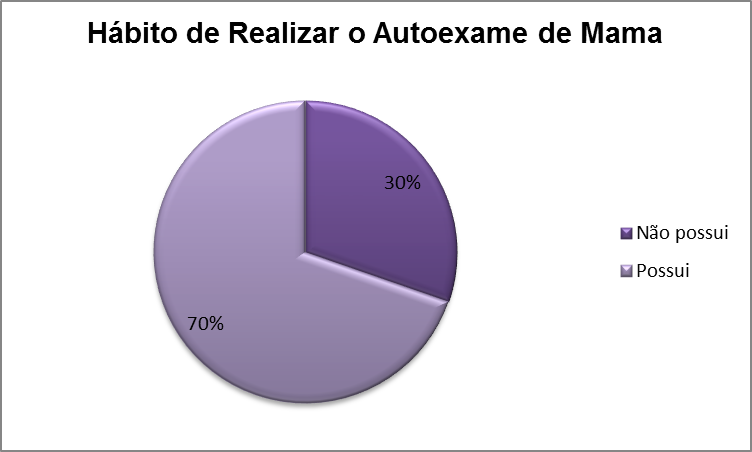 Hábito de Realizar o Autoexame de Mama
30%
70%
Não possui
Possui